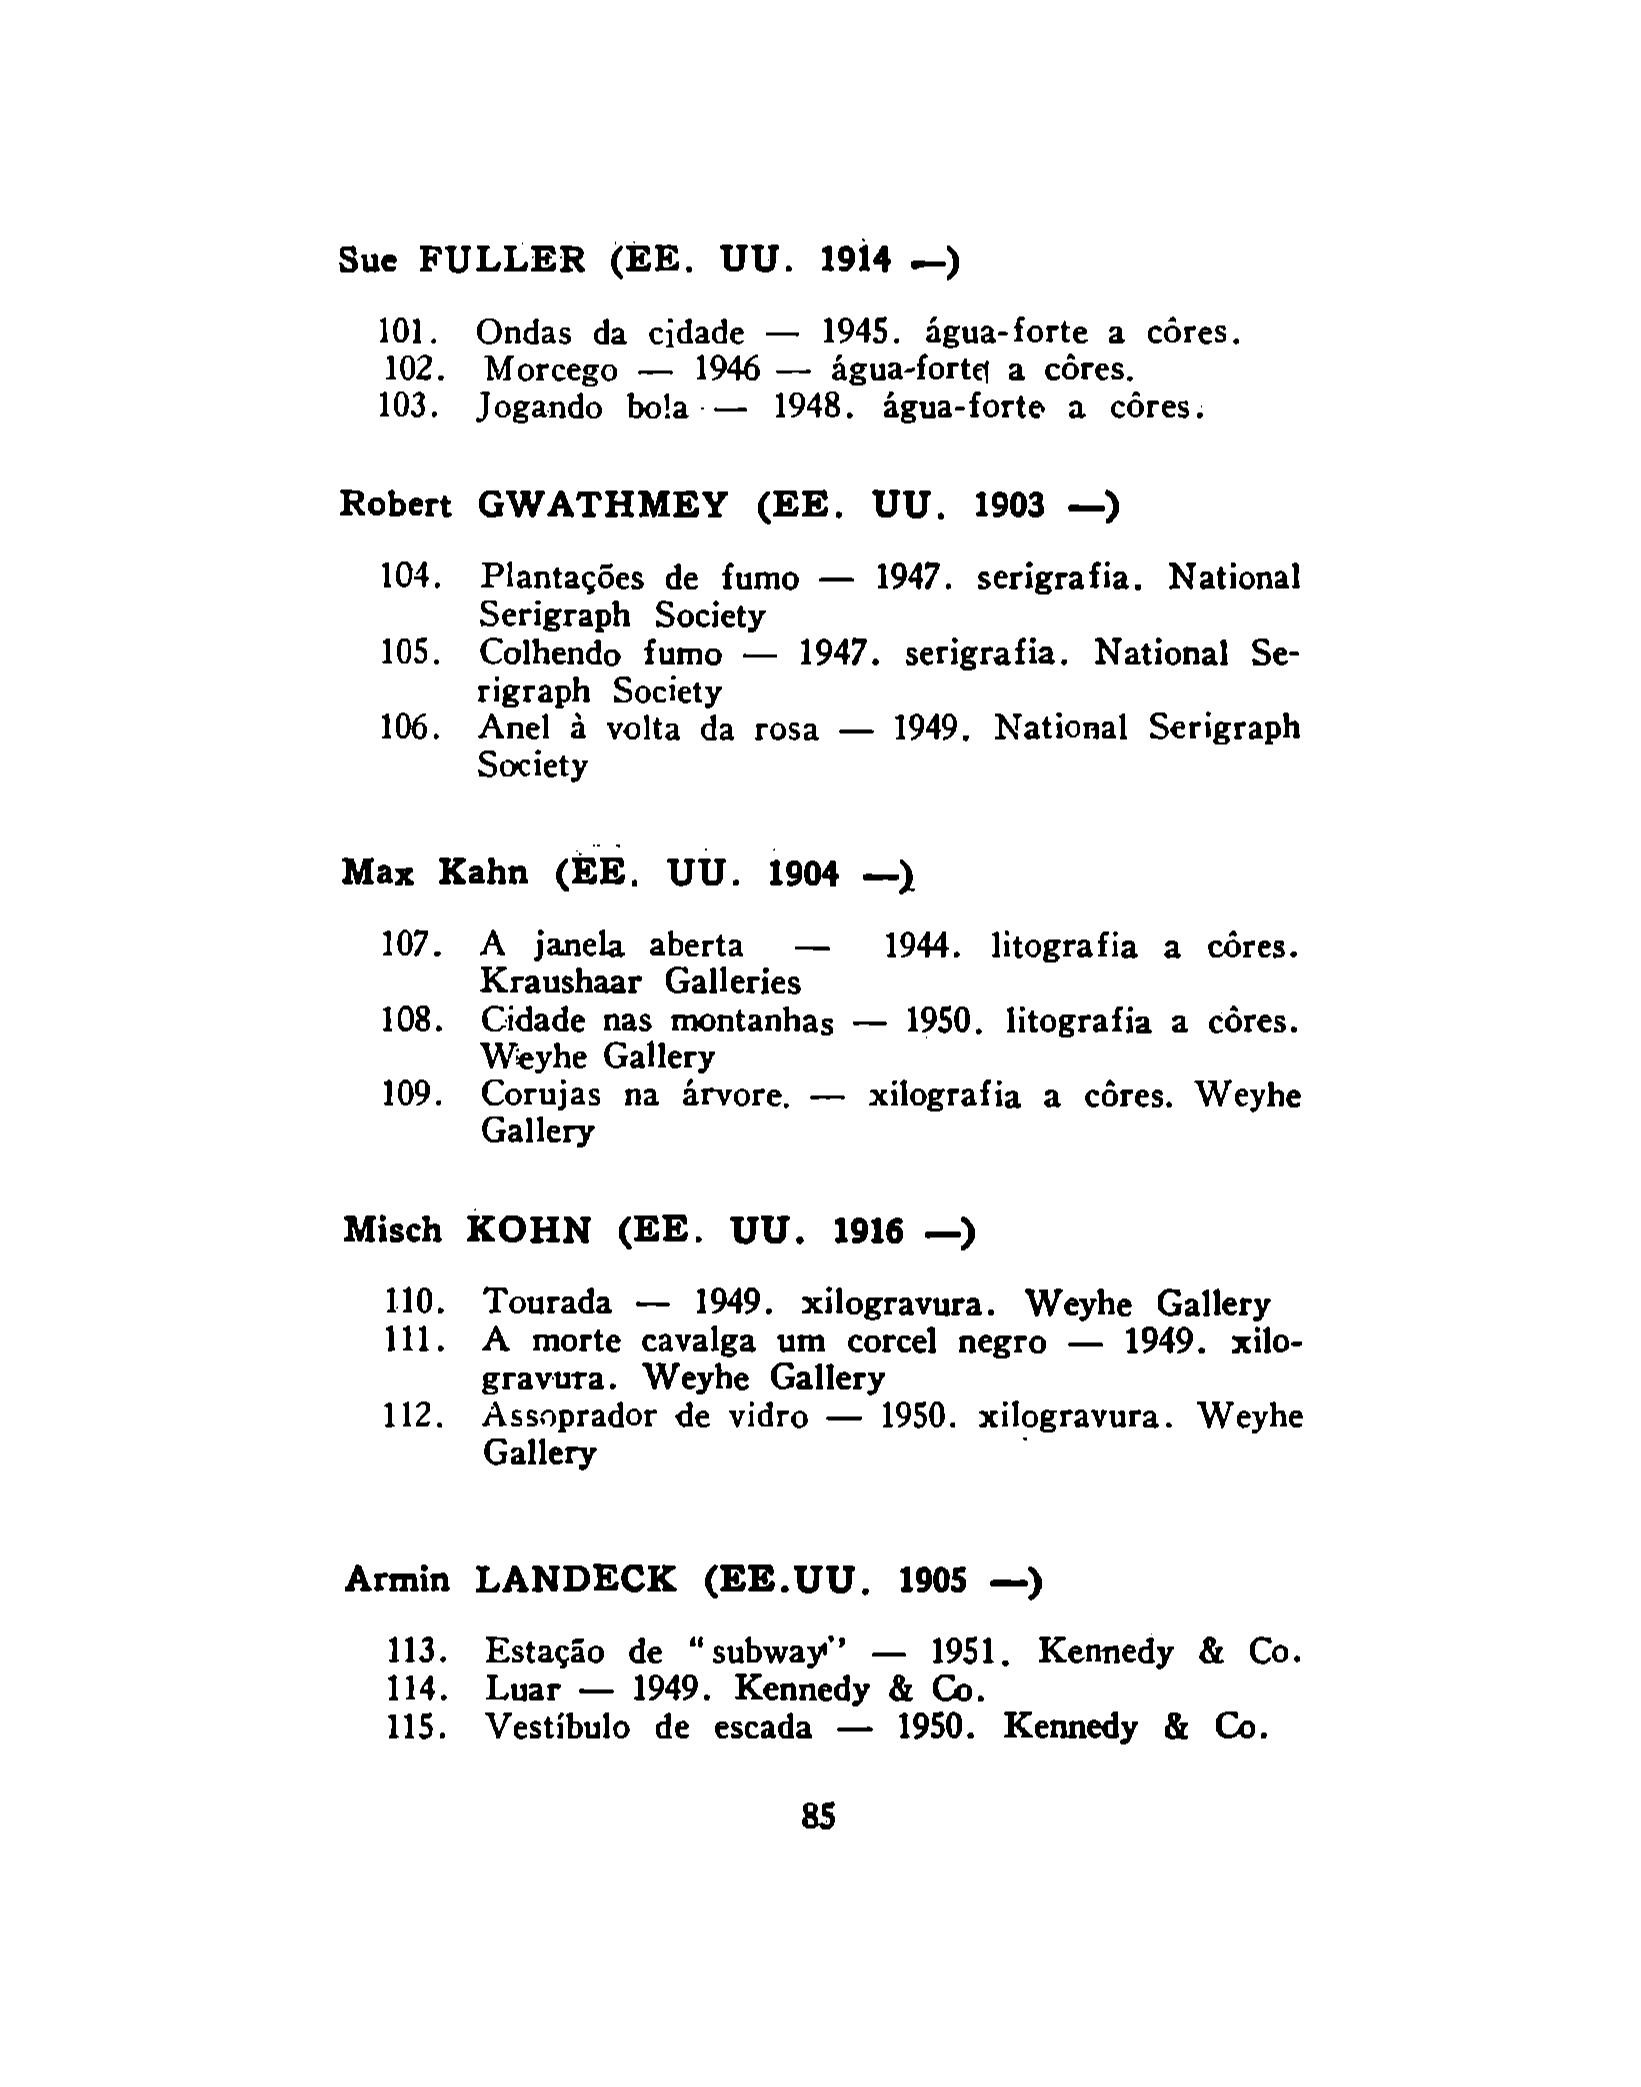 Sue FULLER (EE. UU. 1914 —)
101. Ondas da cidade — 1945. água-forte a côres.
102. Morcego — 1946 — água-forte a côres.
103. Jogando bola — 1948. água-forte a côres.
Robert GWATHMEY (EE. UU. 1903 —)
104. Plantações de fumo — 1947. serigrafia. National
Serigraph Society
105. Colhendo fumo — 1947. serigrafia. National Se-
rigraph Society
106. Anel à volta da rosa — 1949. National Serigraph
Society
Max Kahn (EE. UU. 1904 —)
107. A janela aberta — 1944. litografia a côres.
Kraushaar Galleries
108. Cidade nas montanhas — 1950. litografia a côres.
Weyhe Gallery
109. Corujas na árvore. — xilografia a côres. Weyhe
Gallery
Misch KOHN (EE. UU. 1916 —)
110. Tourada — 1949. xilogravura. Weyhe Gallery
111. A morte cavalga um corcel negro — 1949. xilo-
gravura. Weyhe Gallery
112. Assoprador de vidro — 1950. xilogravura. Weyhe
Gallery
Armin LANDECK (EE.UU. 1905 —)
113. Estação de "subway" — 1951. Kennedy & Co.
114. Luar — 1949. Kennedy & Co.
115. Vestíbulo de escada — 1950. Kennedy & Co.
85